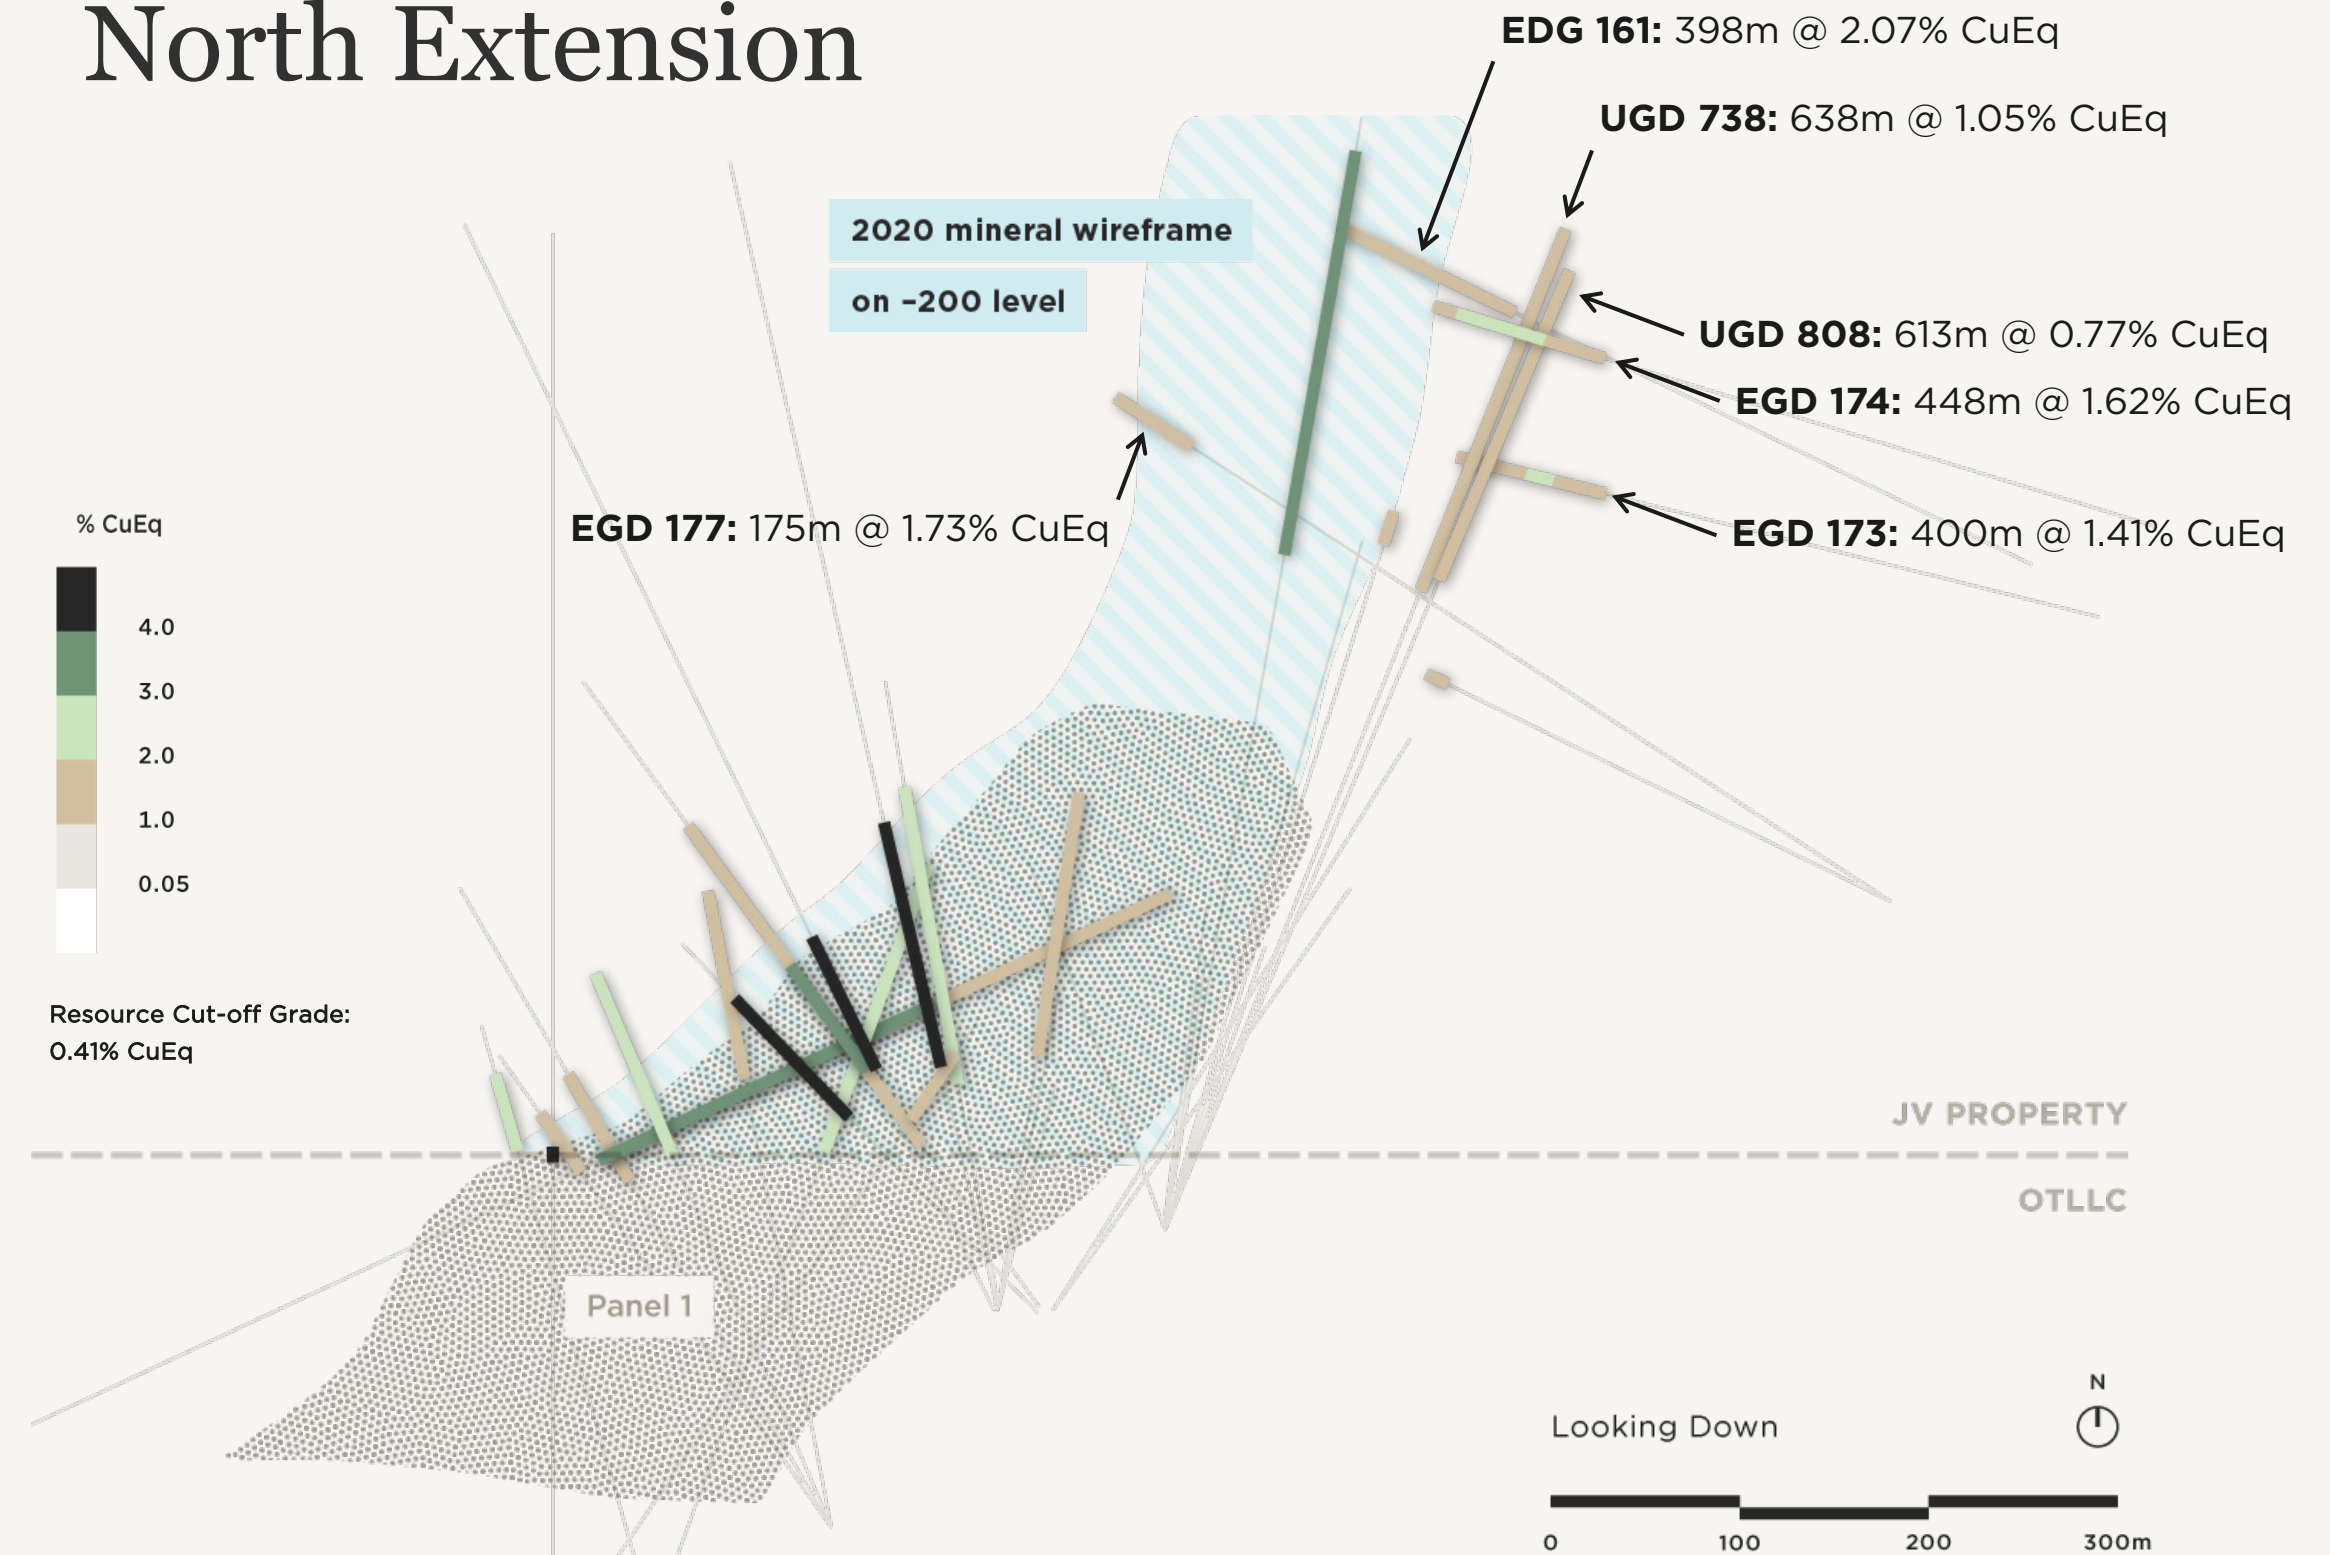 North Extension
EDG 161: 398m @ 2.07% CuEq
UGD 738: 638m @ 1.05% CuEq
2020 mineral wireframe
on –200 level
UGD 808: 613m @ 0.77% CuEq
EGD 174: 448m @ 1.62% CuEq
EGD 177: 175m @ 1.73% CuEq
EGD 173: 400m @ 1.41% CuEq
% CuEq
4.0
3.0
2.0
1.0
0.05
Resource Cut-off Grade:
0.41% CuEq
JV PROPERTY
OTLLC
Panel 1
N
Looking Down
0 100 200 300m